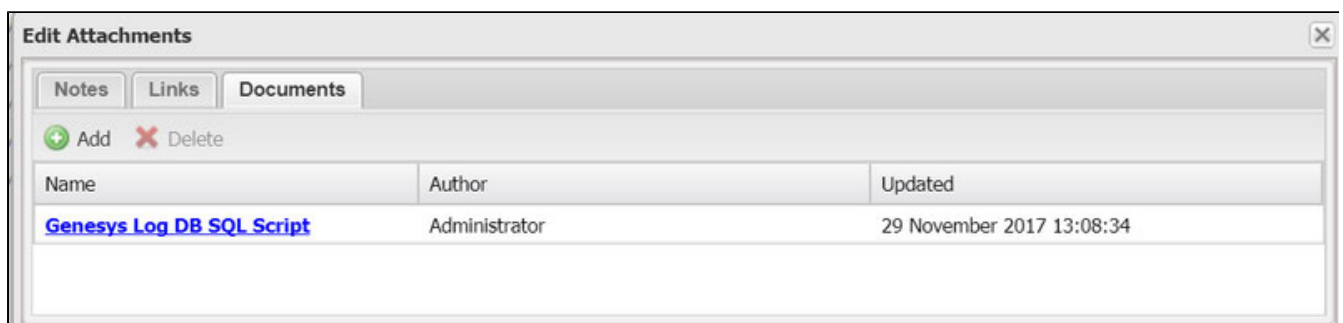 Edit Attachments
Notes Links Documents
Add Delete
Name Author Updated
Genesys Log DB SQL Script Administrator 29 November 2017 13:08:34